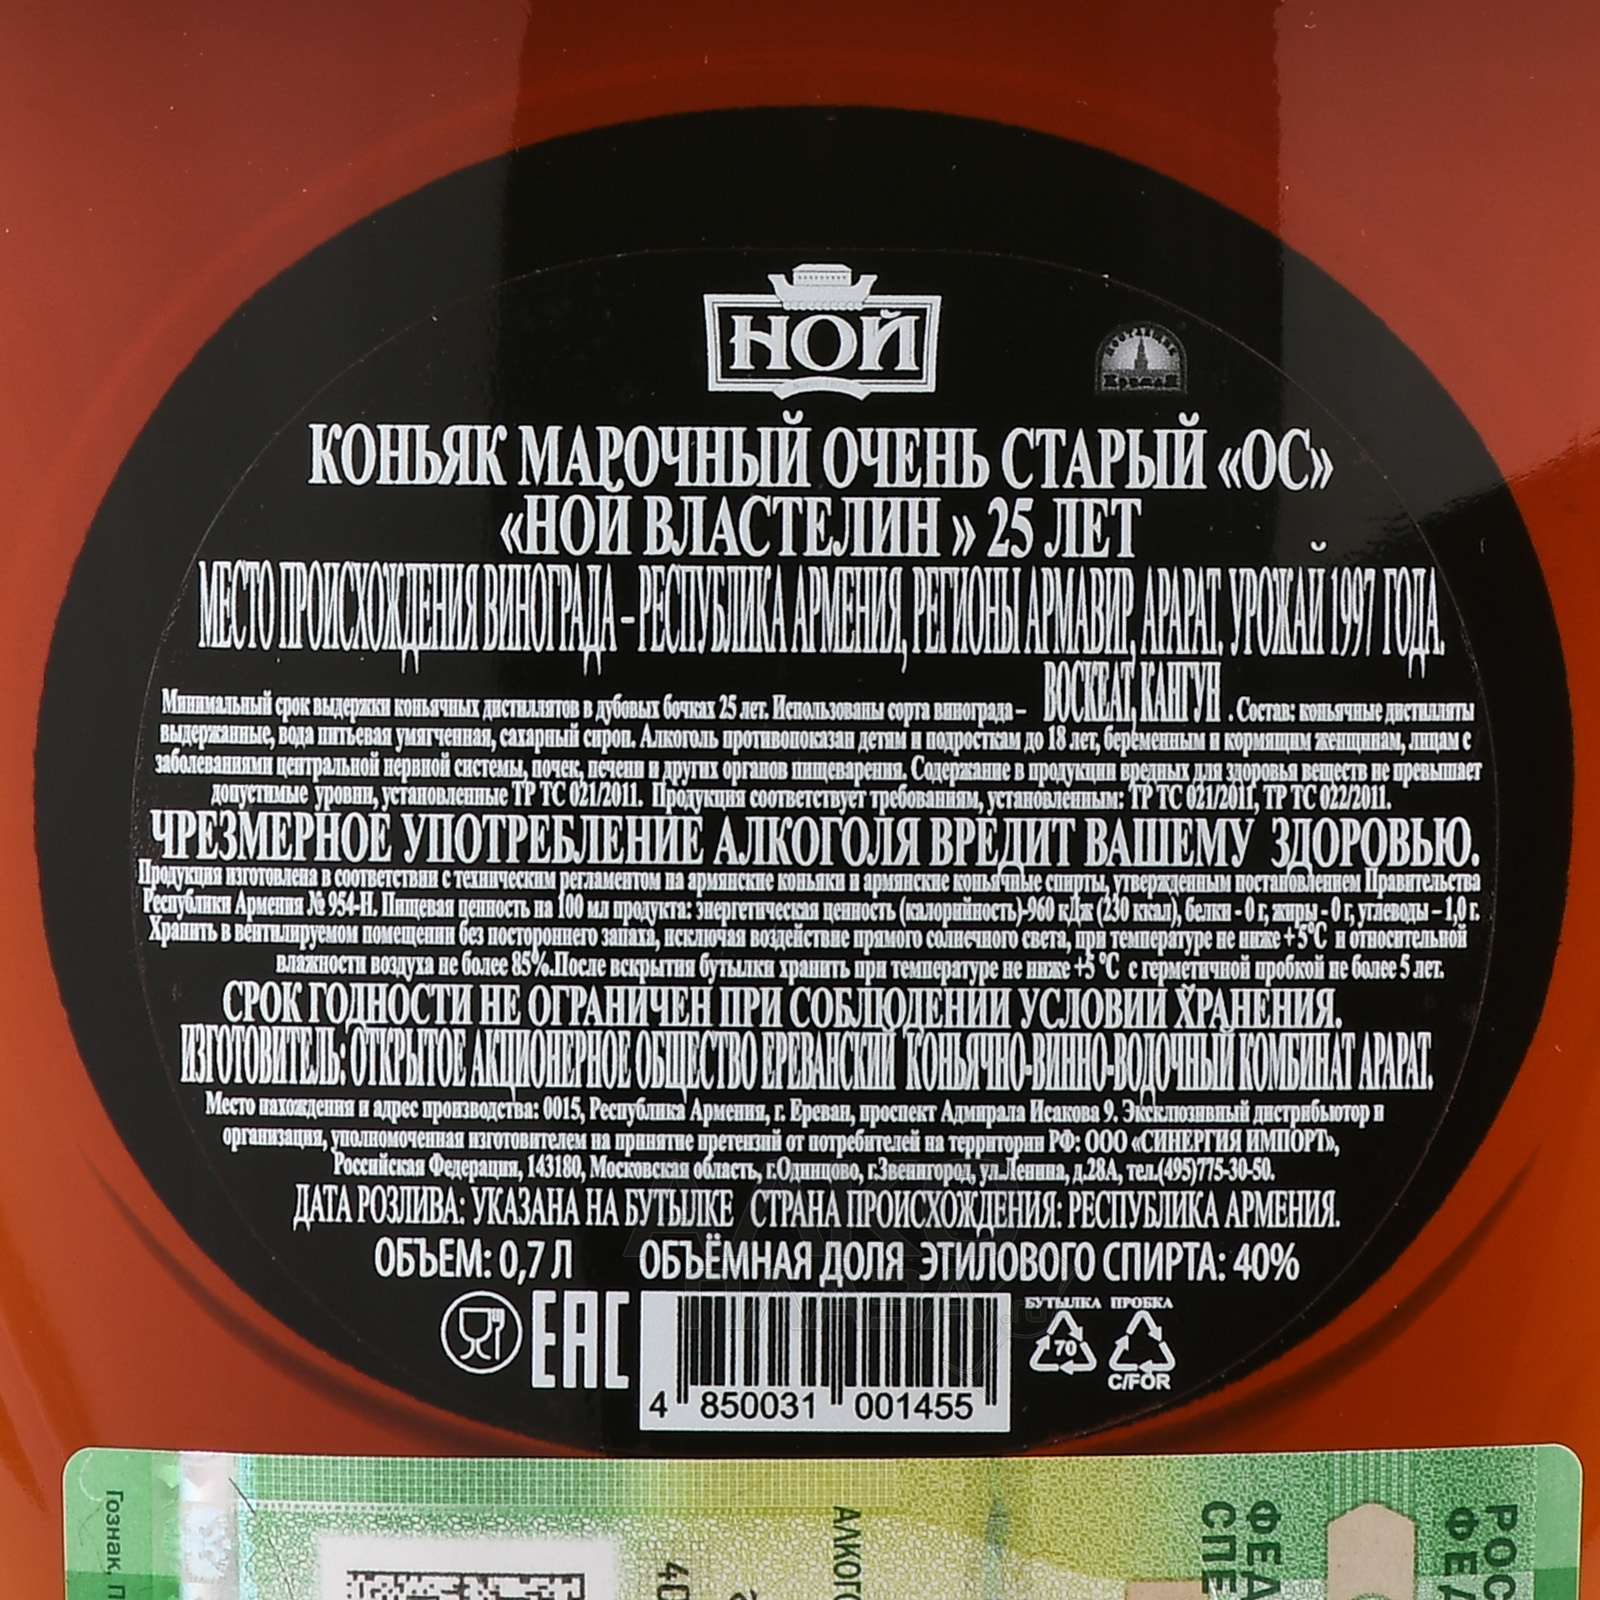 НОЙ
ПОСТАВЩИК
КРЕМЛЯ
КОНЬЯК МАРОЧНЫЙ ОЧЕНЬ СТАРЫЙ «ОС»
«НОЙ ВЛАСТЕЛИН » 25 ЛЕТ
МЕСТО ПРОИСХОЖДЕНИЯ ВИНОГРАДА – РЕСПУБЛИКА АРМЕНИЯ, РЕГИОНЫ АРМАВИР, АРАРАТ. УРОЖАЙ 1997 ГОДА.
Минимальный срок выдержки коньячных дистиллятов в дубовых бочках 25 лет. Использованы сорта винограда – ВОСКЕАТ, КАНГУН . Состав: коньячные дистилляты
выдержанные, вода питьевая умягченная, сахарный сироп. Алкоголь противопоказан детям и подросткам до 18 лет, беременным и кормящим женщинам, лицам с
заболеваниями центральной нервной системы, почек, печени и других органов пищеварения. Содержание в продукции вредных для здоровья веществ не превышает
допустимые уровни, установленные ТР ТС 021/2011. Продукция соответствует требованиям, установленным: ТР ТС 021/2011, ТР ТС 022/2011.
ЧРЕЗМЕРНОЕ УПОТРЕБЛЕНИЕ АЛКОГОЛЯ ВРЕДИТ ВАШЕМУ ЗДОРОВЬЮ.
Продукция изготовлена в соответствии с техническим регламентом на армянские коньяки и армянские коньячные спирты, утвержденным постановлением Правительства
Республики Армения № 954-Н. Пищевая ценность на 100 мл продукта: энергетическая ценность (калорийность)-960 кДж (230 ккал), белки - 0 г, жиры - 0 г, углеводы – 1,0 г.
Хранить в вентилируемом помещении без постороннего запаха, исключая воздействие прямого солнечного света, при температуре не ниже +5°С и относительной
влажности воздуха не более 85%.После вскрытия бутылки хранить при температуре не ниже +5 °С с герметичной пробкой не более 5 лет.
СРОК ГОДНОСТИ НЕ ОГРАНИЧЕН ПРИ СОБЛЮДЕНИИ УСЛОВИЙ ХРАНЕНИЯ.
ИЗГОТОВИТЕЛЬ: ОТКРЫТОЕ АКЦИОНЕРНОЕ ОБЩЕСТВО ЕРЕВАНСКИЙ КОНЬЯЧНО-ВИННО-ВОДОЧНЫЙ КОМБИНАТ АРАРАТ.
Место нахождения и адрес производства: 0015, Республика Армения, г. Ереван, проспект Адмирала Исакова 9. Эксклюзивный дистрибьютор и
организация, уполномоченная изготовителем на принятие претензий от потребителей на территории РФ: ООО «СИНЕРГИЯ ИМПОРТ»,
Российская Федерация, 143180, Московская область, г.Одинцово, г.Звенигород, ул.Ленина, д.28А, тел.(495)775-30-50.
ДАТА РОЗЛИВА: УКАЗАНА НА БУТЫЛКЕ СТРАНА ПРОИСХОЖДЕНИЯ: РЕСПУБЛИКА АРМЕНИЯ.
ОБЪЕМ: 0,7 Л ОБЪЁМНАЯ ДОЛЯ ЭТИЛОВОГО СПИРТА: 40%
EAC
4 850031 001455
БУТЫЛКА ПРОБКА
70
C/FOR
Гознак, П
АЛКОГ
40
ФЕД
СПЕ
РОС
ФЕД